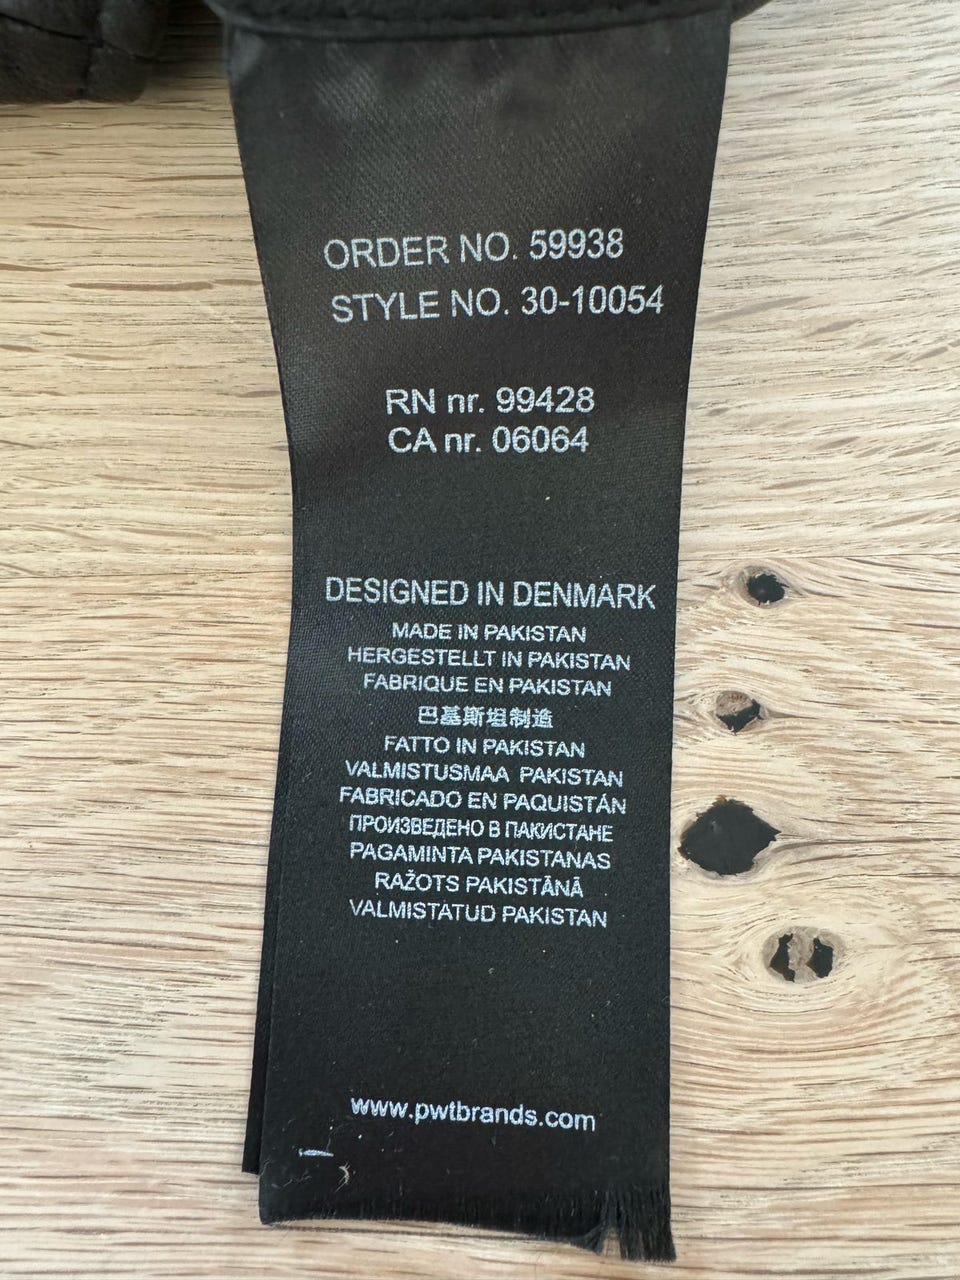 ORDER NO. 59938
STYLE NO. 30-10054
RN nr. 99428
CA nr. 06064
DESIGNED IN DENMARK
MADE IN PAKISTAN
HERGESTELLT IN PAKISTAN
FABRIQUE EN PAKISTAN
巴基斯坦制造
FATTO IN PAKISTAN
VALMISTUSMAA PAKISTAN
FABRICADO EN PAQUISTÁN
ПРОИЗВЕДЕНО В ПАКИСТАНЕ
PAGAMINTA PAKISTANAS
RAŽOTS PAKISTĀNĀ
VALMISTATUD PAKISTAN
www.pwtbrands.com